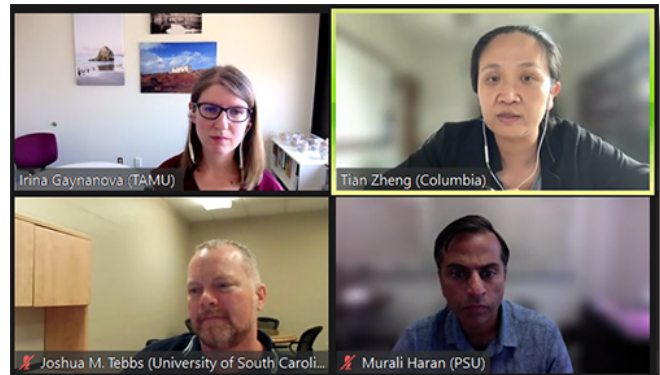 Irina Gaynanova (TAMU)
Tian Zheng (Columbia)
Joshua M. Tebbs (University of South Caroli...
Murali Haran (PSU)